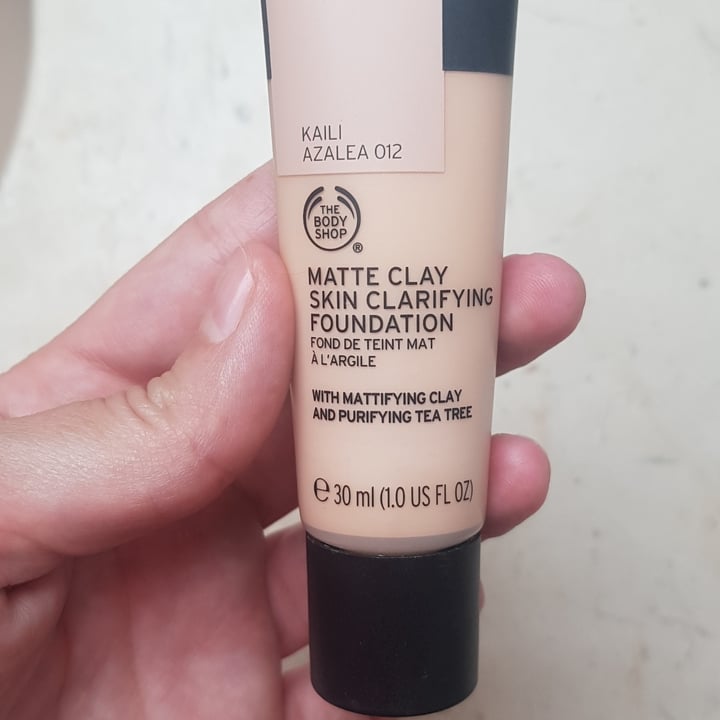 KAILI
AZALEA 012
THE
BODY
SHOP
®
MATTE CLAY
SKIN CLARIFYING
FOUNDATION
FOND DE TEINT MAT
À L'ARGILE
WITH MATTIFYING CLAY
AND PURIFYING TEA TREE
℮ 30 ml (1.0 US FL OZ)